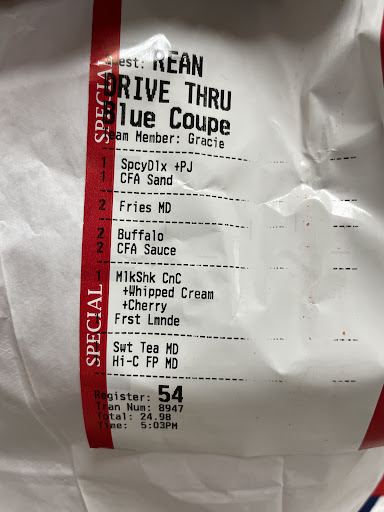 SPECIAL
est: REAN
DRIVE THRU
Blue Coupe
eam Member: Gracie
1 SpcyDlx +PJ
1 CFA Sand
2 Fries MD
2 Buffalo
2 CFA Sauce
1 MlkShk CnC
+Whipped Cream
+Cherry
Frst Lmnde
SPECIAL
Swt Tea MD
Hi-C FP MD
Register: 54
Tran Num: 8947
Total: 24.98
Time: 5:03PM